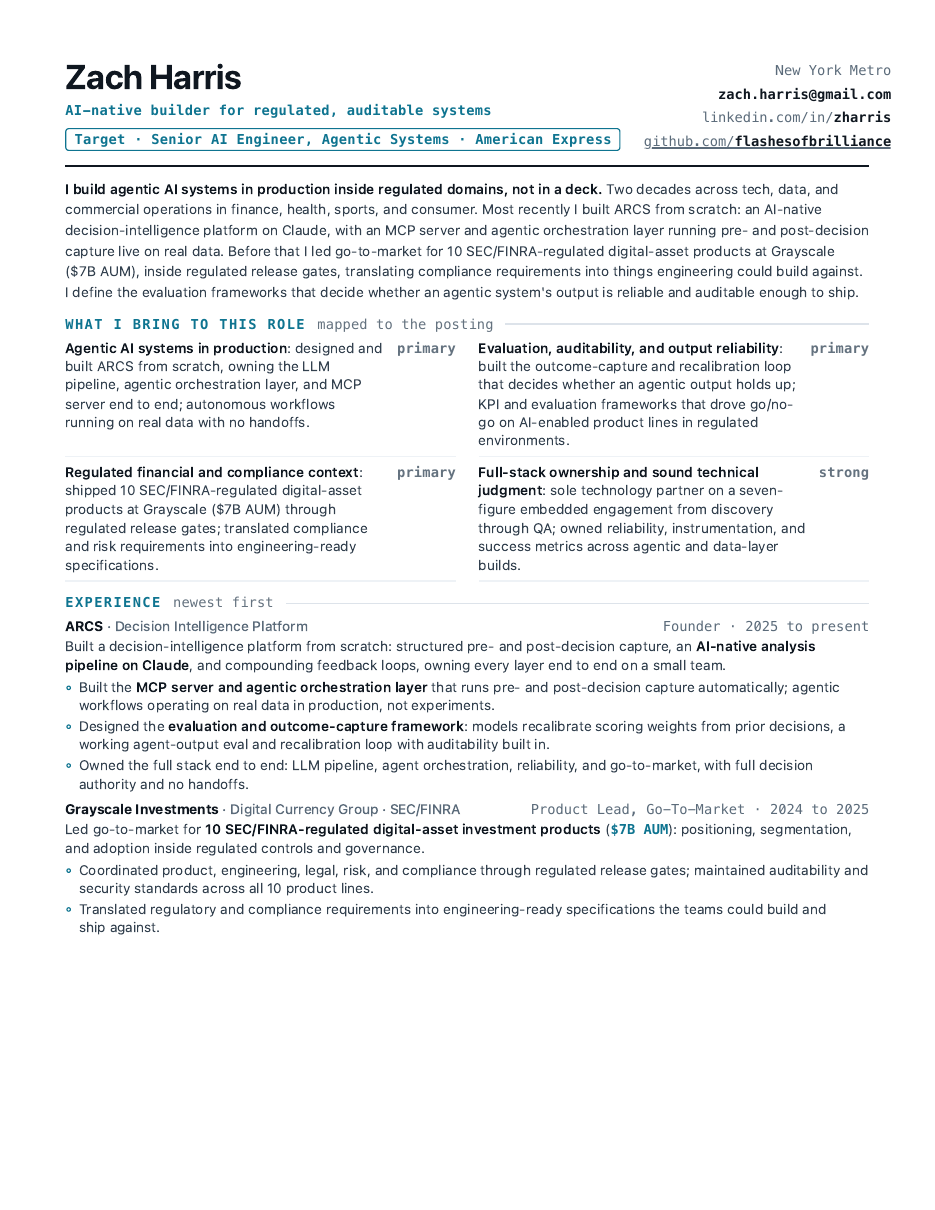 Zach Harris
AI-native builder for regulated, auditable systems
Target · Senior AI Engineer, Agentic Systems · American Express
New York Metro
zach.harris@gmail.com
linkedin.com/in/zharris
github.com/flashesofbrilliance
I build agentic AI systems in production inside regulated domains, not in a deck. Two decades across tech, data, and
commercial operations in finance, health, sports, and consumer. Most recently I built ARCS from scratch: an AI-native
decision-intelligence platform on Claude, with an MCP server and agentic orchestration layer running pre- and post-decision
capture live on real data. Before that I led go-to-market for 10 SEC/FINRA-regulated digital-asset products at Grayscale
($7B AUM), inside regulated release gates, translating compliance requirements into things engineering could build against.
I define the evaluation frameworks that decide whether an agentic system's output is reliable and auditable enough to ship.
WHAT I BRING TO THIS ROLE mapped to the posting
Agentic AI systems in production: designed and primary
built ARCS from scratch, owning the LLM
pipeline, agentic orchestration layer, and MCP
server end to end; autonomous workflows
running on real data with no handoffs.
Evaluation, auditability, and output reliability: primary
built the outcome-capture and recalibration loop
that decides whether an agentic output holds up;
KPI and evaluation frameworks that drove go/no-
go on AI-enabled product lines in regulated
environments.
Regulated financial and compliance context: primary
shipped 10 SEC/FINRA-regulated digital-asset
products at Grayscale ($7B AUM) through
regulated release gates; translated compliance
and risk requirements into engineering-ready
specifications.
Full-stack ownership and sound technical strong
judgment: sole technology partner on a seven-
figure embedded engagement from discovery
through QA; owned reliability, instrumentation, and
success metrics across agentic and data-layer
builds.
EXPERIENCE newest first
ARCS · Decision Intelligence Platform Founder · 2025 to present
Built a decision-intelligence platform from scratch: structured pre- and post-decision capture, an AI-native analysis
pipeline on Claude, and compounding feedback loops, owning every layer end to end on a small team.
Built the MCP server and agentic orchestration layer that runs pre- and post-decision capture automatically; agentic
workflows operating on real data in production, not experiments.
Designed the evaluation and outcome-capture framework: models recalibrate scoring weights from prior decisions, a
working agent-output eval and recalibration loop with auditability built in.
Owned the full stack end to end: LLM pipeline, agent orchestration, reliability, and go-to-market, with full decision
authority and no handoffs.
Grayscale Investments · Digital Currency Group · SEC/FINRA Product Lead, Go-To-Market · 2024 to 2025
Led go-to-market for 10 SEC/FINRA-regulated digital-asset investment products ($7B AUM): positioning, segmentation,
and adoption inside regulated controls and governance.
Coordinated product, engineering, legal, risk, and compliance through regulated release gates; maintained auditability and
security standards across all 10 product lines.
Translated regulatory and compliance requirements into engineering-ready specifications the teams could build and
ship against.